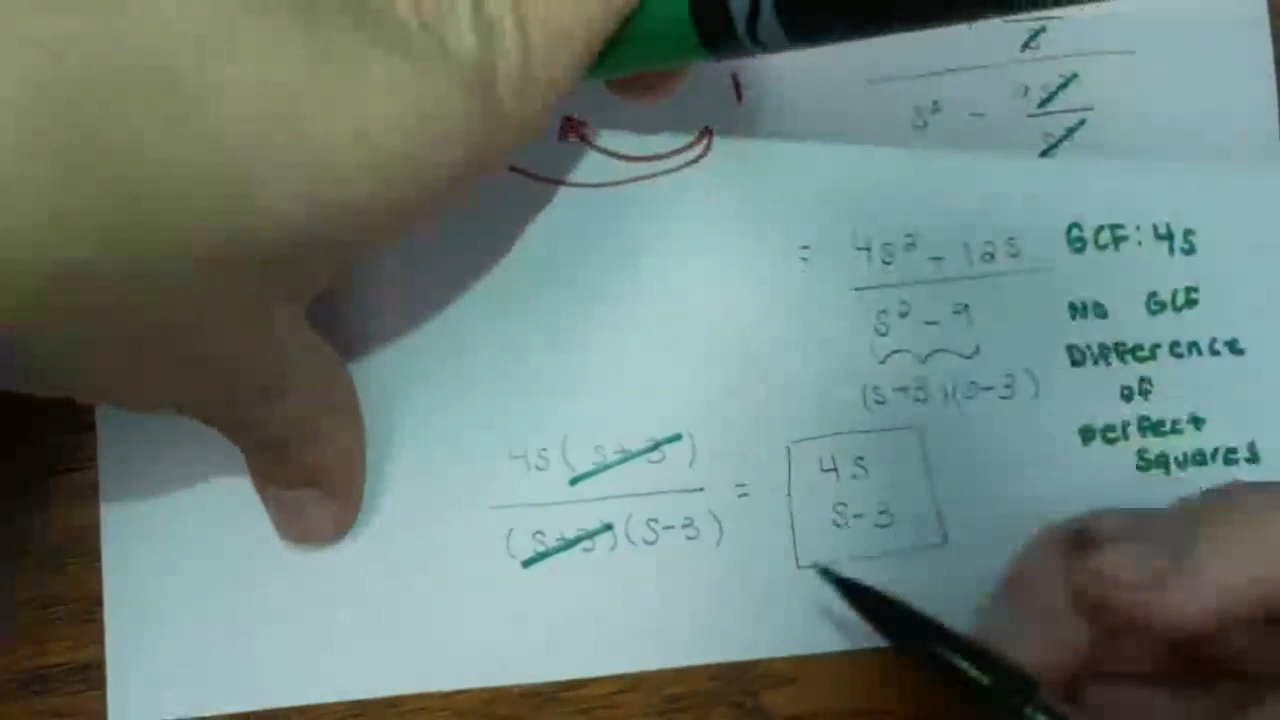 s² -
= 4s² + 12s GCF: 4s
s² - 9 NO GCF
DIFFERENCE
(s+3)(s-3) OF
PERFECT
SQUARES
4s(s+3) = 4s
(s+3)(s-3) s-3